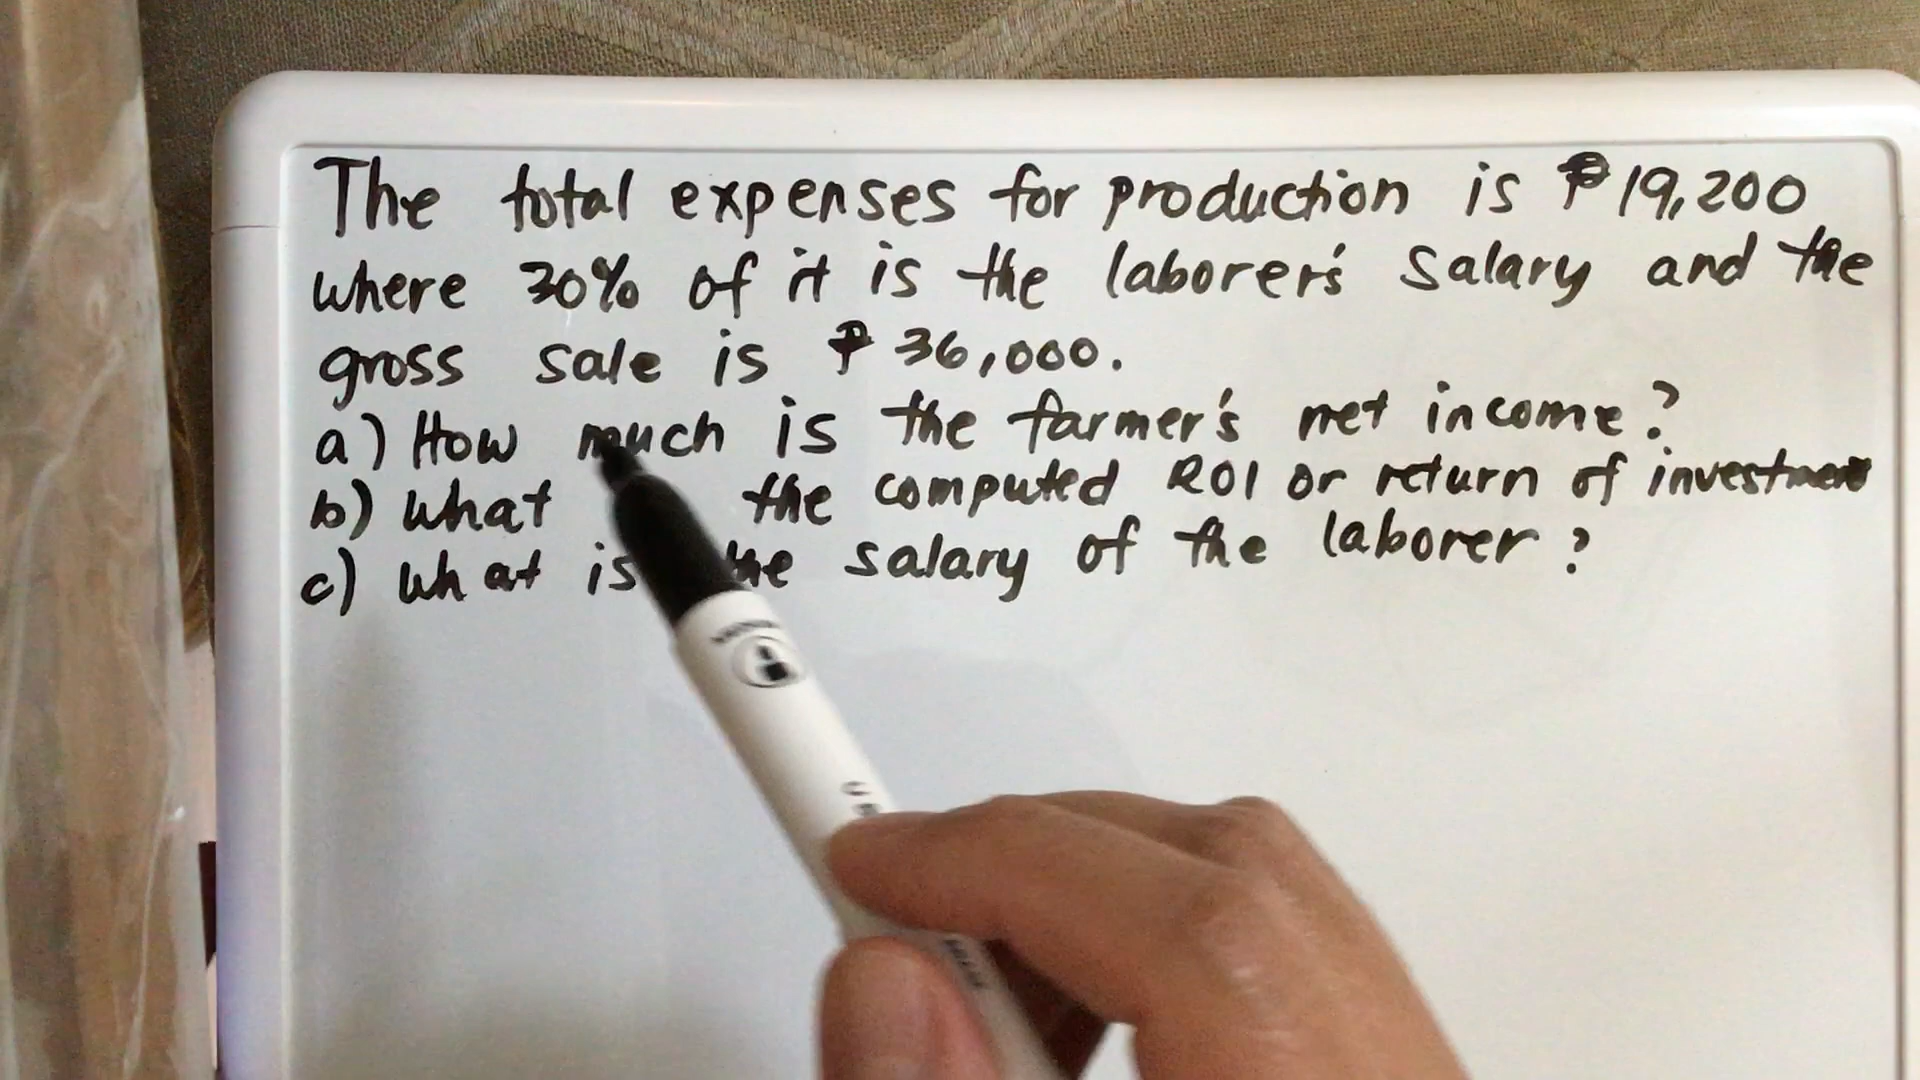 The total expenses for production is ₱19,200
where 30% of it is the laborer's Salary and the
gross sale is ₱ 36,000.
a) How much is the farmer's net income?
b) What the computed ROI or return of investment
c) What is the salary of the laborer?